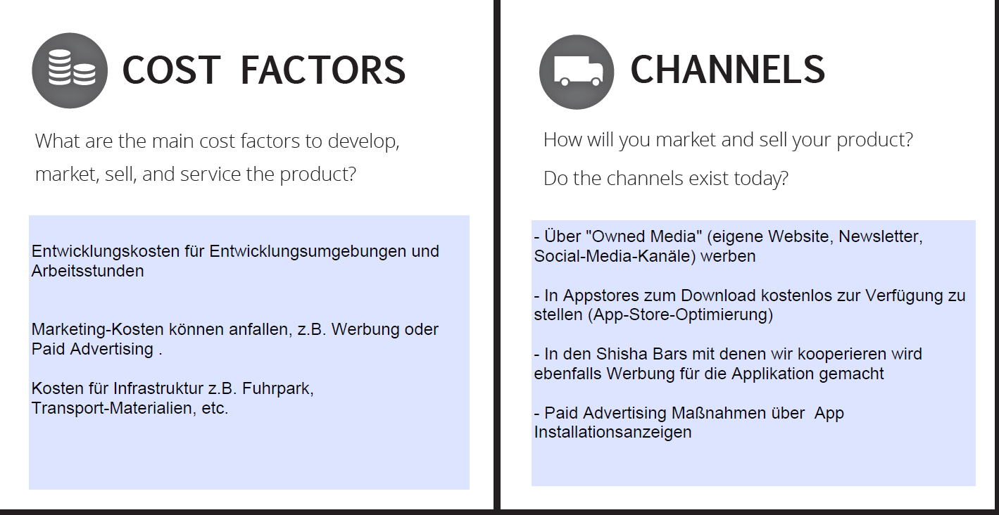 COST FACTORS
What are the main cost factors to develop,
market, sell, and service the product?
Entwicklungskosten für Entwicklungsumgebungen und
Arbeitsstunden
Marketing-Kosten können anfallen, z.B. Werbung oder
Paid Advertising .
Kosten für Infrastruktur z.B. Fuhrpark,
Transport-Materialien, etc.
CHANNELS
How will you market and sell your product?
Do the channels exist today?
- Über "Owned Media" (eigene Website, Newsletter,
Social-Media-Kanäle) werben
- In Appstores zum Download kostenlos zur Verfügung zu
stellen (App-Store-Optimierung)
- In den Shisha Bars mit denen wir kooperieren wird
ebenfalls Werbung für die Applikation gemacht
- Paid Advertising Maßnahmen über  App
Installationsanzeigen